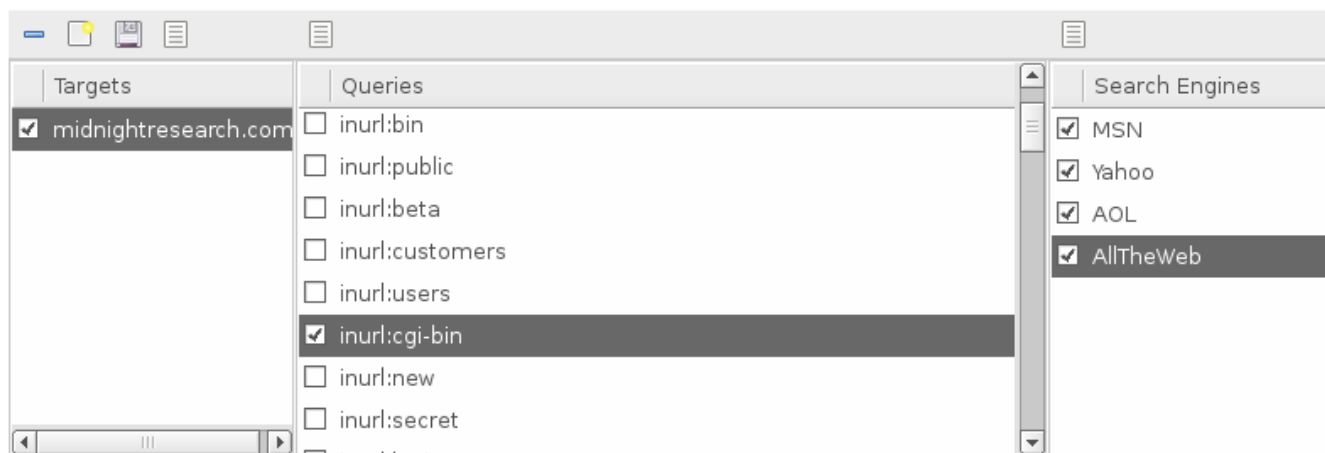 Targets
midnightresearch.com
Queries
inurl:bin
inurl:public
inurl:beta
inurl:customers
inurl:users
inurl:cgi-bin
inurl:new
inurl:secret
Search Engines
MSN
Yahoo
AOL
AllTheWeb